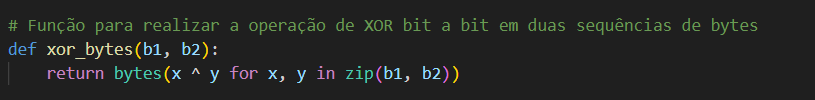 # Função para realizar a operação de XOR bit a bit em duas sequências de bytes
def xor_bytes(b1, b2):
    return bytes(x ^ y for x, y in zip(b1, b2))